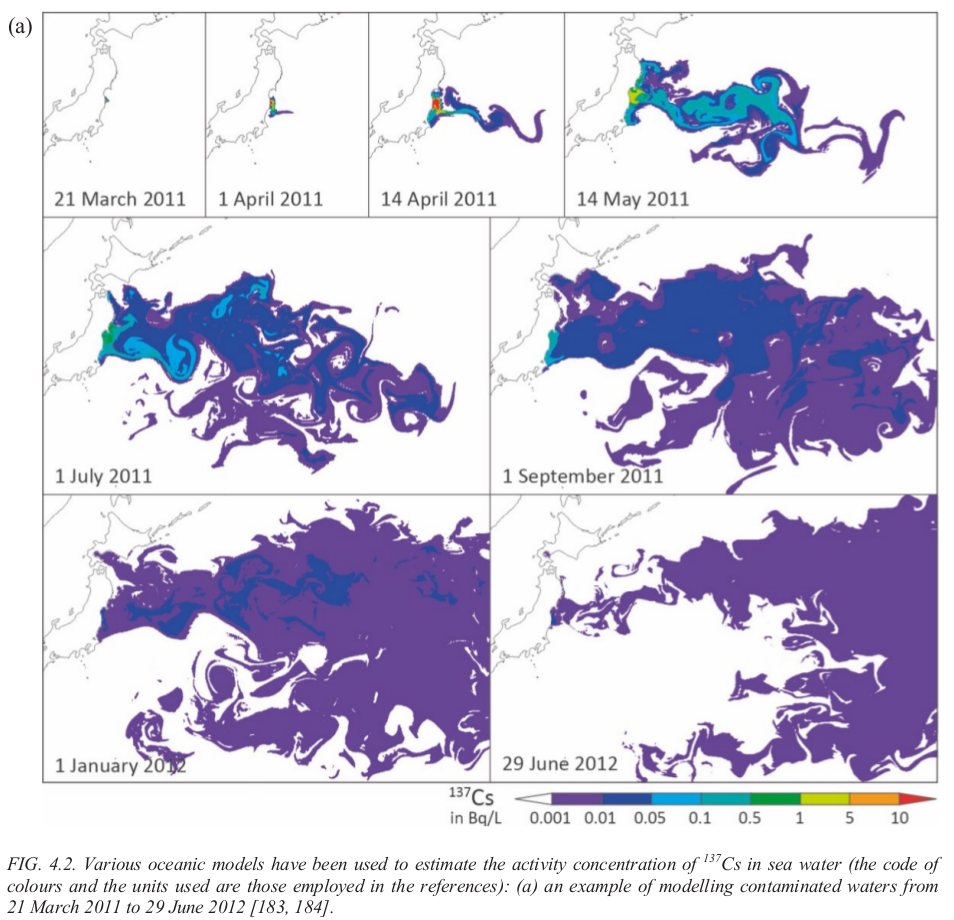 (a)
21 March 2011
1 April 2011
14 April 2011
14 May 2011
1 July 2011
1 September 2011
1 January 2012
29 June 2012
137Cs
in Bq/L
0.001 0.01 0.05 0.1 0.5 1 5 10
FIG. 4.2. Various oceanic models have been used to estimate the activity concentration of 137Cs in sea water (the code of
colours and the units used are those employed in the references): (a) an example of modelling contaminated waters from
21 March 2011 to 29 June 2012 [183, 184].